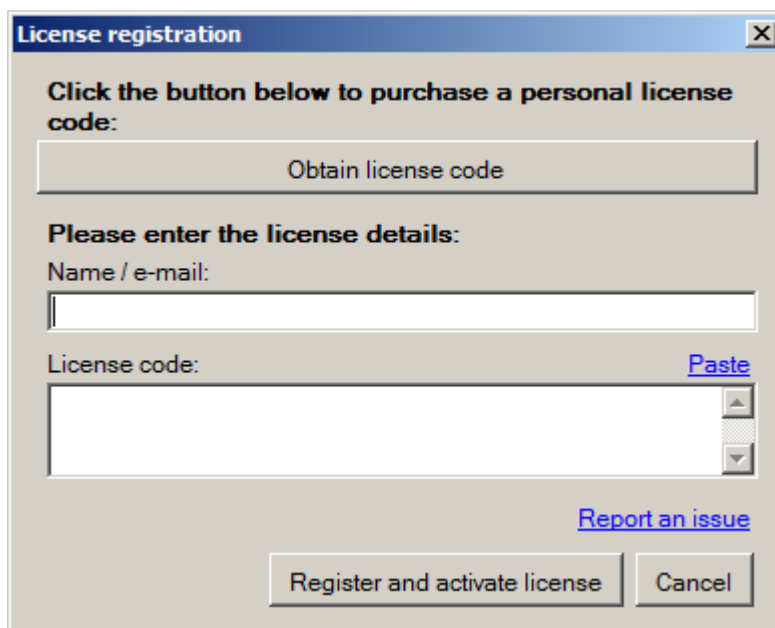 License registration
Click the button below to purchase a personal license
code:
Obtain license code
Please enter the license details:
Name / e-mail:
License code:
Paste
Report an issue
Register and activate license
Cancel